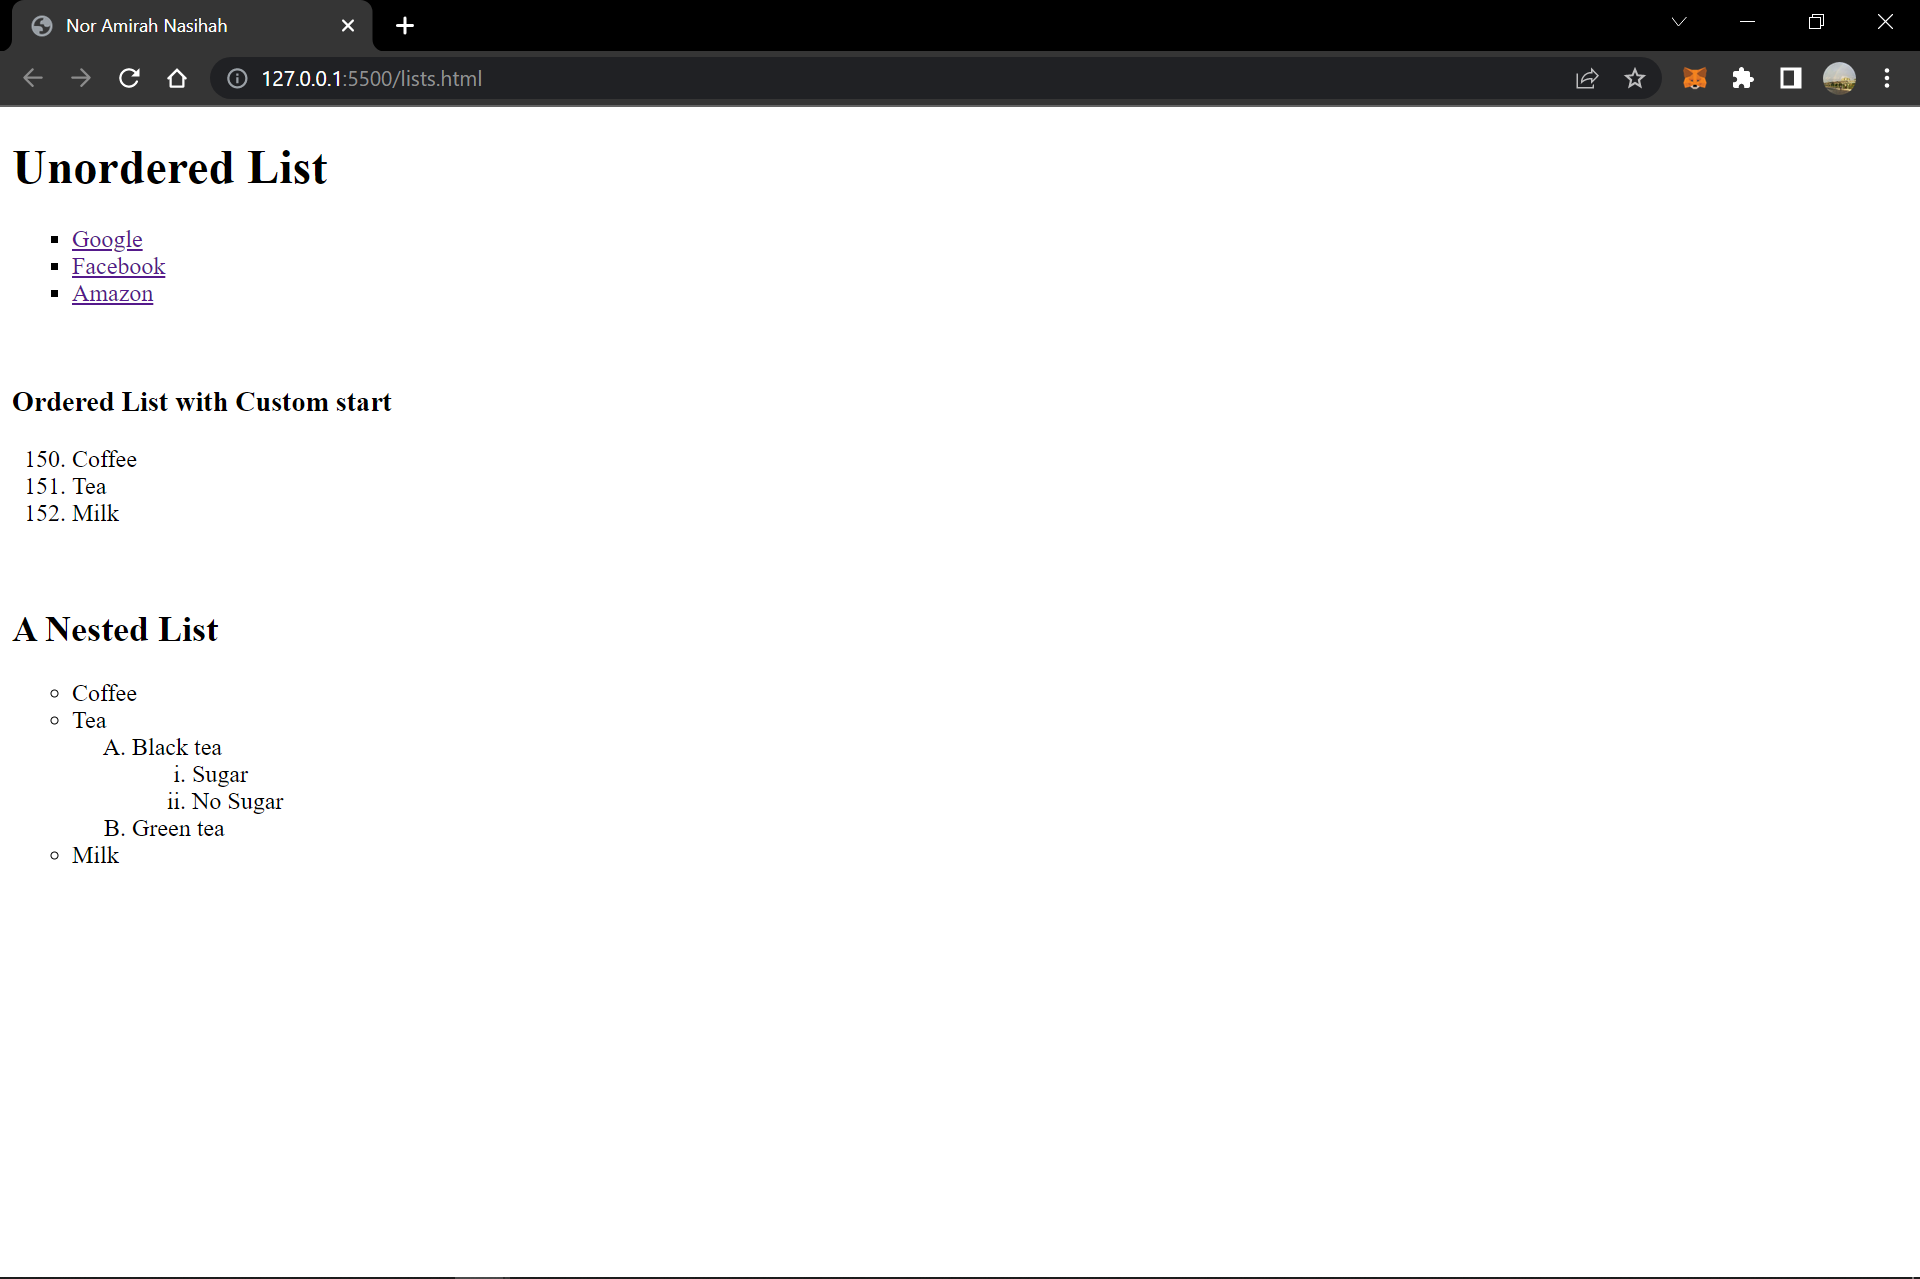 Nor Amirah Nasihah
127.0.0.1:5500/lists.html
Unordered List
Google
Facebook
Amazon
Ordered List with Custom start
150. Coffee
151. Tea
152. Milk
A Nested List
Coffee
Tea
A. Black tea
i. Sugar
ii. No Sugar
B. Green tea
Milk